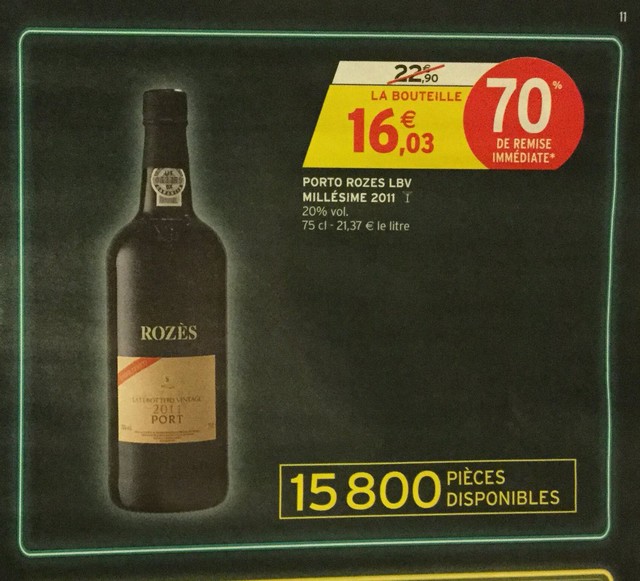 11
22,€90
LA BOUTEILLE
16,€03
70%
DE REMISE
IMMÉDIATE*
PORTO ROZES LBV
MILLÉSIME 2011
20% vol.
75 cl - 21,37 € le litre
ROZÈS
2011
PORT
15 800 PIÈCES
DISPONIBLES